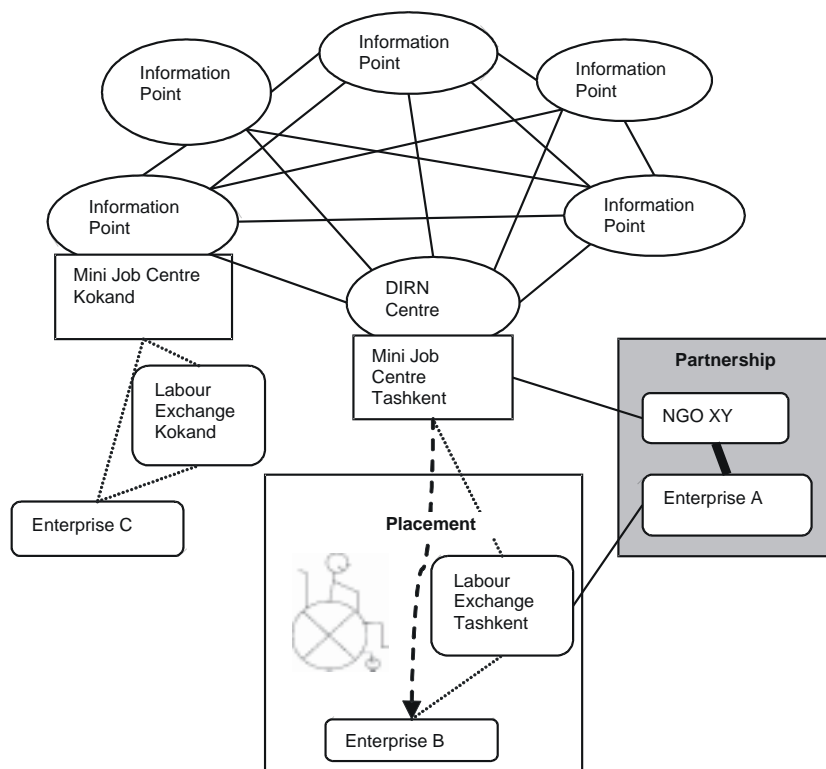 Information
Point
Information
Point
Information
Point
Information
Point
Information
Point
Mini Job Centre
Kokand
DIRN
Centre
Mini Job
Centre
Tashkent
Partnership
NGO XY
Labour
Exchange
Kokand
Enterprise A
Enterprise C
Placement
Labour
Exchange
Tashkent
Enterprise B